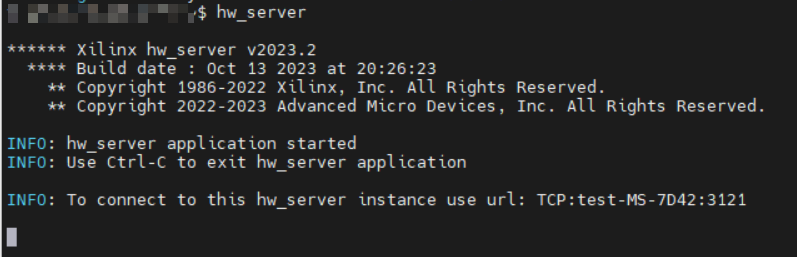 $ hw_server
****** Xilinx hw_server v2023.2
**** Build date : Oct 13 2023 at 20:26:23
** Copyright 1986-2022 Xilinx, Inc. All Rights Reserved.
** Copyright 2022-2023 Advanced Micro Devices, Inc. All Rights Reserved.
INFO: hw_server application started
INFO: Use Ctrl-C to exit hw_server application
INFO: To connect to this hw_server instance use url: TCP:test-MS-7D42:3121